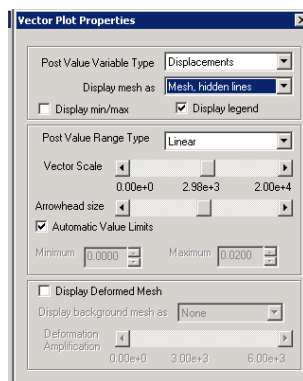 Vector Plot Properties
Post Value Variable Type Displacements
Display mesh as Mesh, hidden lines
Display min/max Display legend
Post Value Range Type Linear
Vector Scale
0.00e+0 2.98e+3 2.00e+4
Arrowhead size
Automatic Value Limits
Minimum 0.0000 Maximum 0.0200
Display Deformed Mesh
Display background mesh as None
Deformation
Amplification
0.00e+0 3.00e+3 6.00e+3